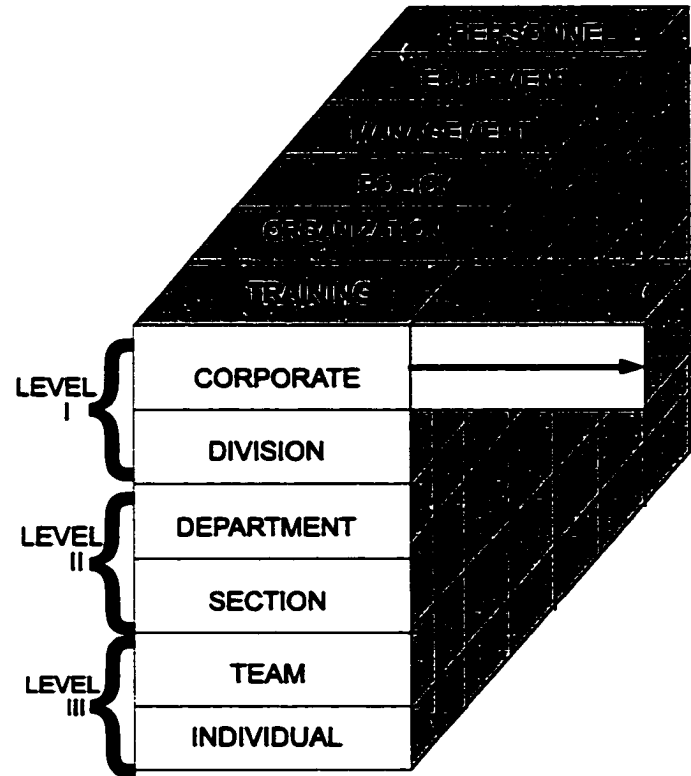 PERSONNEL
EQUIPMENT
MANAGEMENT
POLICY
ORGANIZATION
TRAINING
LEVEL
I
CORPORATE
DIVISION
LEVEL
II
DEPARTMENT
SECTION
LEVEL
III
TEAM
INDIVIDUAL